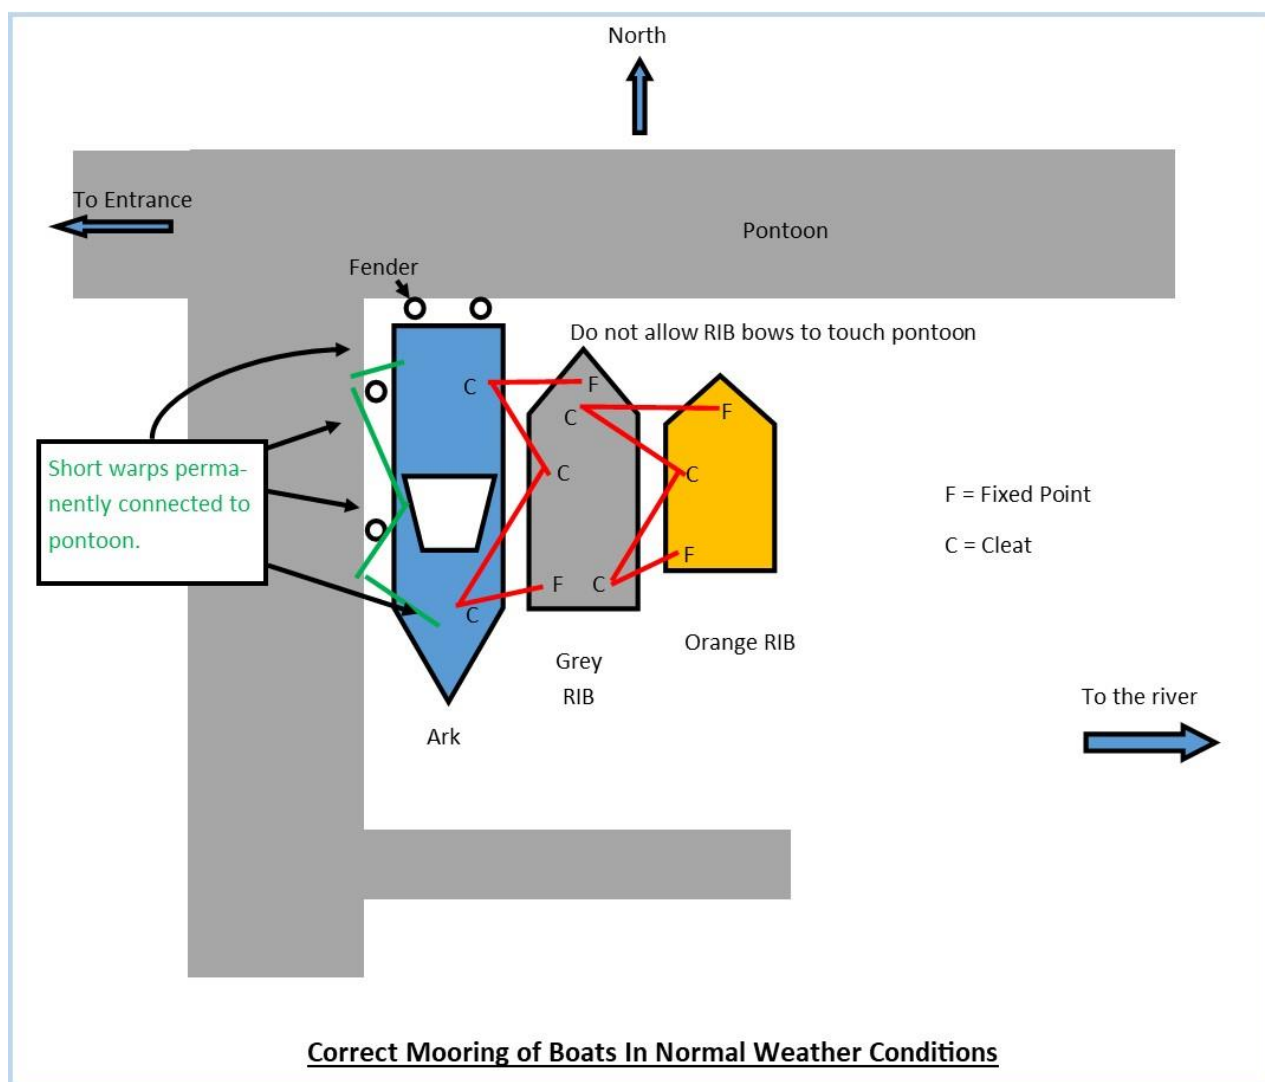 North
To Entrance
Pontoon
Fender
Do not allow RIB bows to touch pontoon
C
F
C
F
Short warps perma-
nently connected to
pontoon.
C
C
F = Fixed Point
C = Cleat
F
F
C
C
Orange RIB
Grey
RIB
To the river
Ark
Correct Mooring of Boats In Normal Weather Conditions